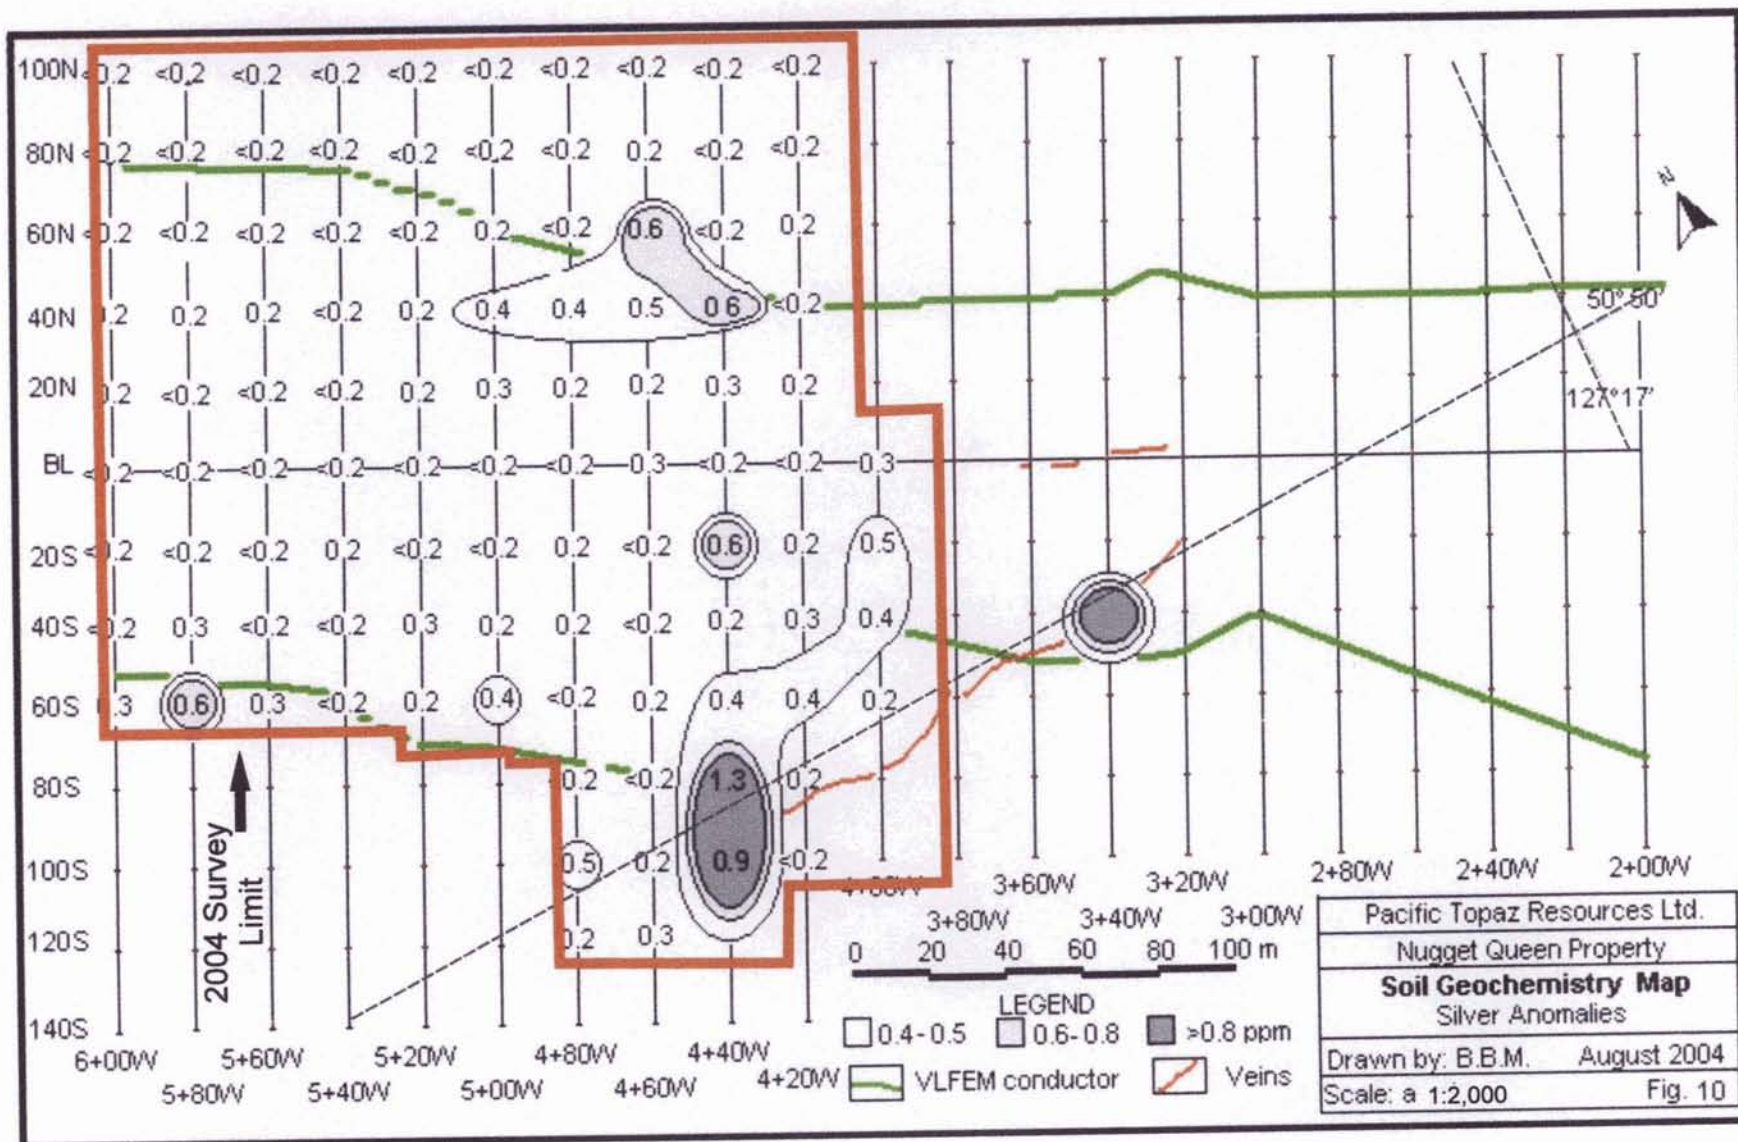 100N <0.2 <0.2 <0.2 <0.2 <0.2 <0.2 <0.2 <0.2 <0.2 <0.2
80N <0.2 <0.2 <0.2 <0.2 <0.2 <0.2 <0.2 0.2 <0.2 <0.2
60N <0.2 <0.2 <0.2 <0.2 <0.2 0.2 <0.2 0.6 <0.2 0.2
N
40N 0.2 0.2 0.2 <0.2 0.2 0.4 0.4 0.5 0.6 <0.2
50° 50'
20N 0.2 <0.2 <0.2 <0.2 0.2 0.3 0.2 0.2 0.3 0.2
127°17'
BL <0.2 <0.2 <0.2 <0.2 <0.2 <0.2 <0.2 0.3 <0.2 <0.2 0.3
20S <0.2 <0.2 <0.2 0.2 <0.2 <0.2 0.2 <0.2 0.6 0.2 0.5
40S <0.2 0.3 <0.2 <0.2 0.3 0.2 0.2 <0.2 0.2 0.3 0.4
60S 0.3 0.6 0.3 <0.2 0.2 0.4 <0.2 0.2 0.4 0.4 0.2
80S 0.2 <0.2 1.3 0.2
100S 0.5 0.2 0.9 <0.2
120S 0.2 0.3
140S
2004 Survey
Limit
6+00W 5+60W 5+20W 4+80W 4+40W
5+80W 5+40W 5+00W 4+60W 4+20W
4+00W 3+60W 3+20W 2+80W 2+40W 2+00W
3+80W 3+40W 3+00W
0 20 40 60 80 100 m
LEGEND
0.4-0.5 0.6-0.8 >0.8 ppm
VLFEM conductor Veins
Pacific Topaz Resources Ltd.
Nugget Queen Property
Soil Geochemistry Map
Silver Anomalies
Drawn by: B.B.M. August 2004
Scale: a 1:2,000 Fig. 10